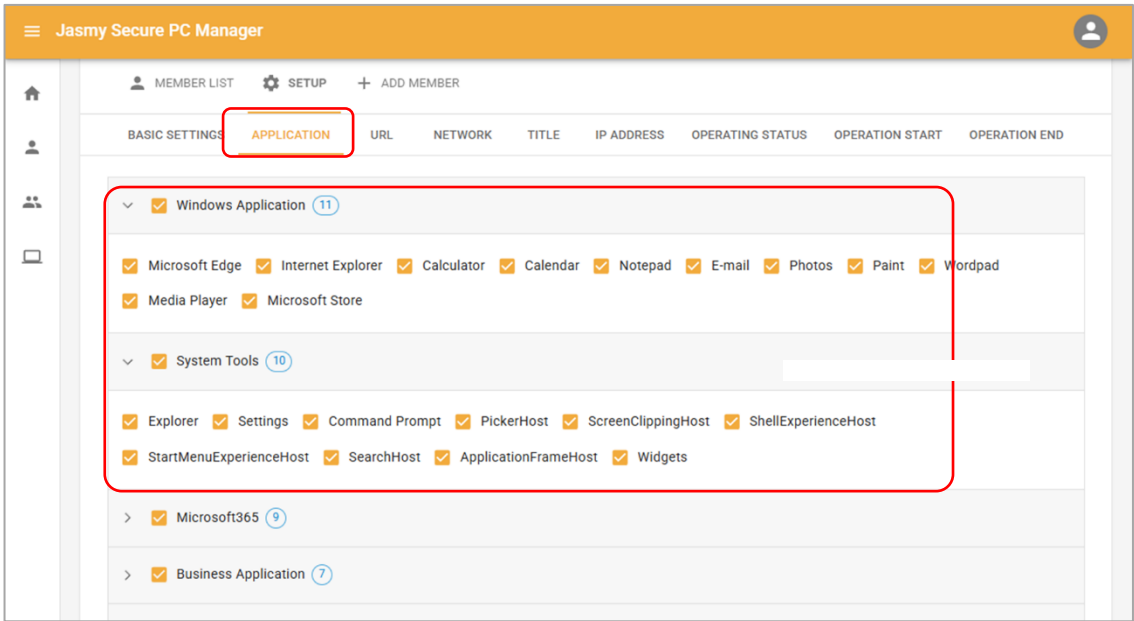 Jasmy Secure PC Manager
MEMBER LIST SETUP ADD MEMBER
BASIC SETTINGS APPLICATION URL NETWORK TITLE IP ADDRESS OPERATING STATUS OPERATION START OPERATION END
Windows Application 11
Microsoft Edge Internet Explorer Calculator Calendar Notepad E-mail Photos Paint Wordpad
Media Player Microsoft Store
System Tools 10
Explorer Settings Command Prompt PickerHost ScreenClippingHost ShellExperienceHost
StartMenuExperienceHost SearchHost ApplicationFrameHost Widgets
Microsoft365 9
Business Application 7